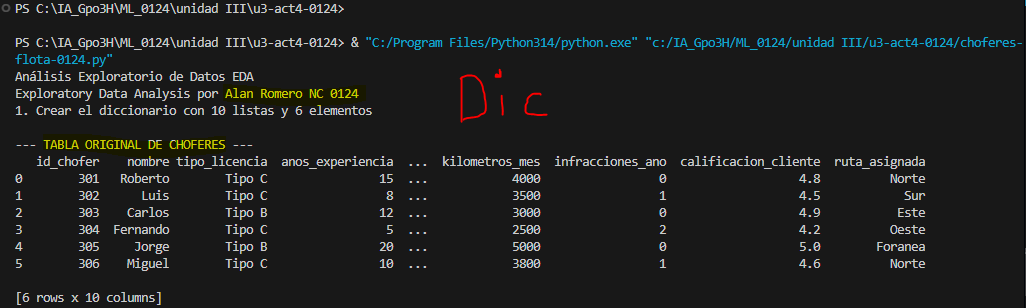 PS C:\IA_Gpo3H\ML_0124\unidad III\u3-act4-0124>
PS C:\IA_Gpo3H\ML_0124\unidad III\u3-act4-0124> & "C:/Program Files/Python314/python.exe" "c:/IA_Gpo3H/ML_0124/unidad III/u3-act4-0124/choferes-
flota-0124.py"
Análisis Exploratorio de Datos EDA
Exploratory Data Analysis por Alan Romero NC 0124
Dic
1. Crear el diccionario con 10 listas y 6 elementos
--- TABLA ORIGINAL DE CHOFERES ---
id_chofer nombre tipo_licencia anos_experiencia ... kilometros_mes infracciones_ano calificacion_cliente ruta_asignada
0 301 Roberto Tipo C 15 ... 4000 0 4.8 Norte
1 302 Luis Tipo C 8 ... 3500 1 4.5 Sur
2 303 Carlos Tipo B 12 ... 3000 0 4.9 Este
3 304 Fernando Tipo C 5 ... 2500 2 4.2 Oeste
4 305 Jorge Tipo B 20 ... 5000 0 5.0 Foranea
5 306 Miguel Tipo C 10 ... 3800 1 4.6 Norte
[6 rows x 10 columns]